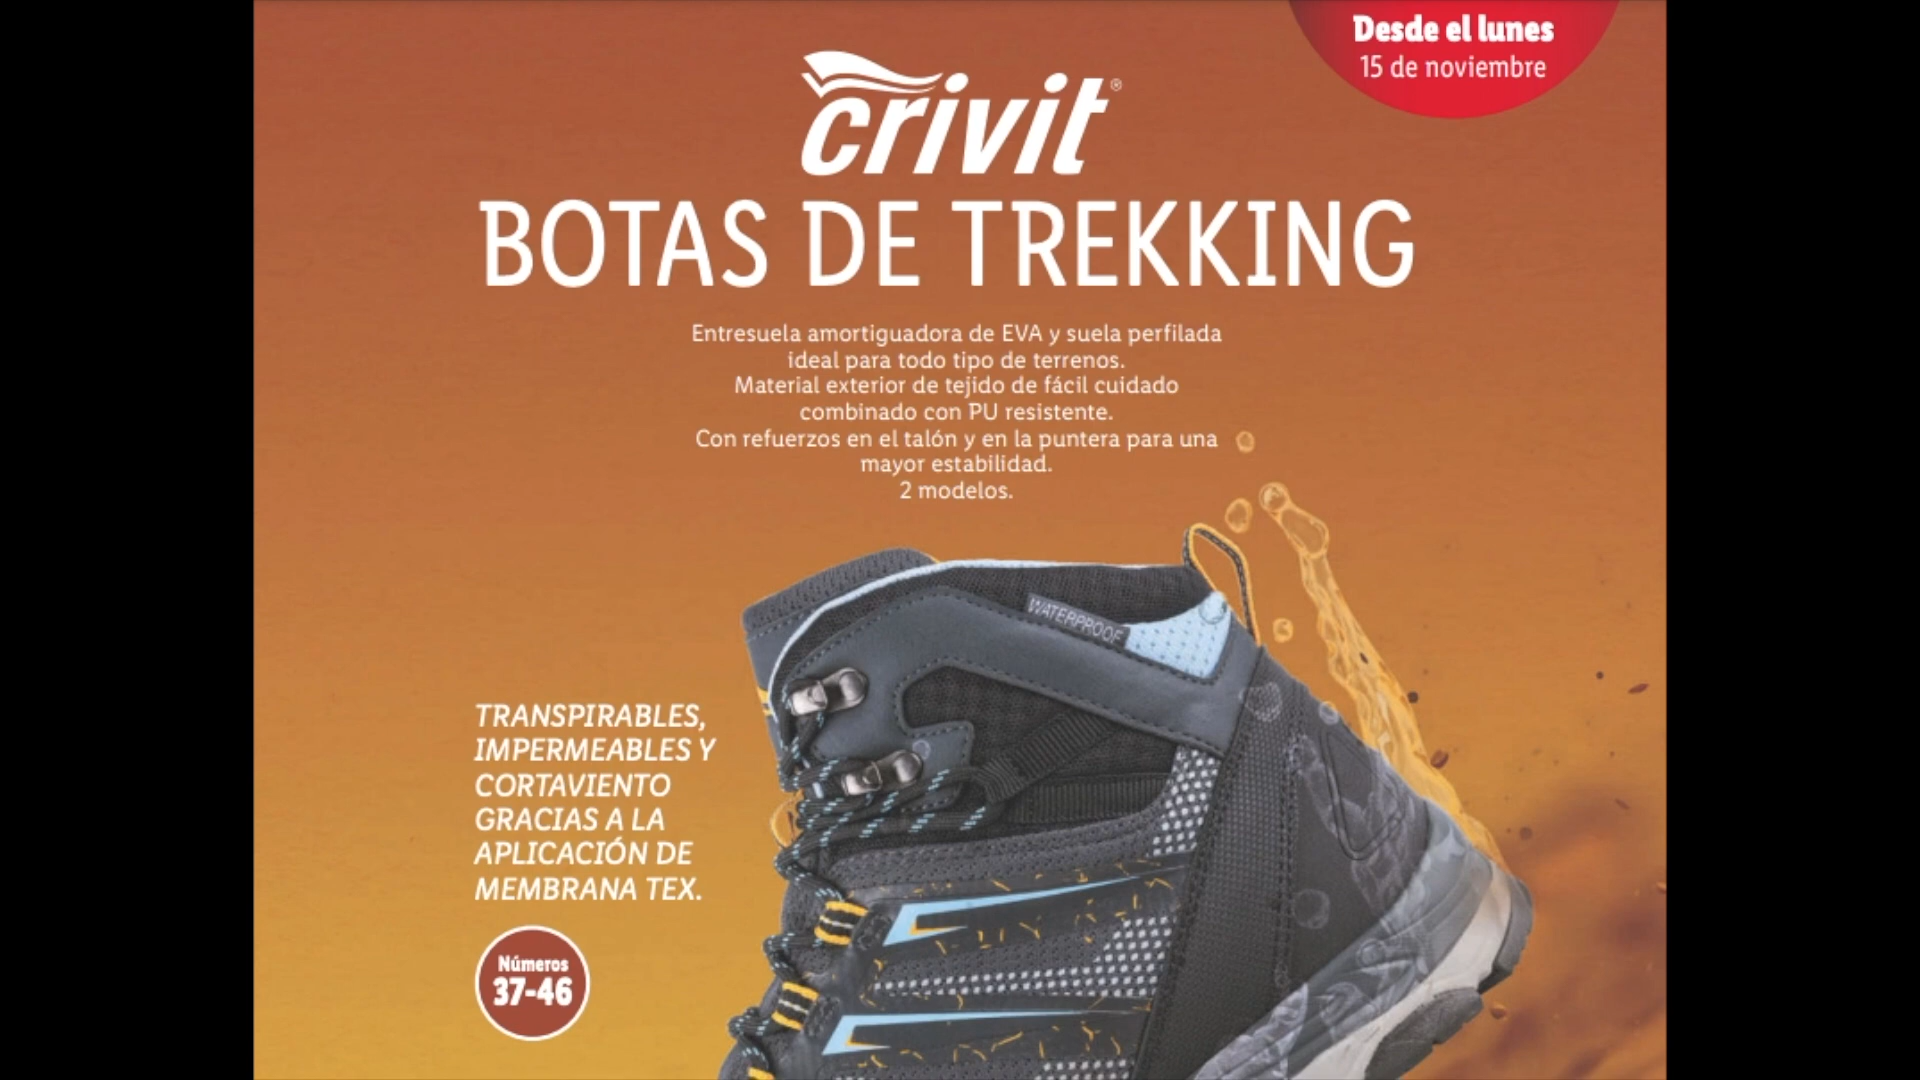 Desde el lunes
15 de noviembre
crivit®
BOTAS DE TREKKING
Entresuela amortiguadora de EVA y suela perfilada
ideal para todo tipo de terrenos.
Material exterior de tejido de fácil cuidado
combinado con PU resistente.
Con refuerzos en el talón y en la puntera para una
mayor estabilidad.
2 modelos.
WATERPROOF
TRANSPIRABLES,
IMPERMEABLES Y
CORTAVIENTO
GRACIAS A LA
APLICACIÓN DE
MEMBRANA TEX.
Números
37-46